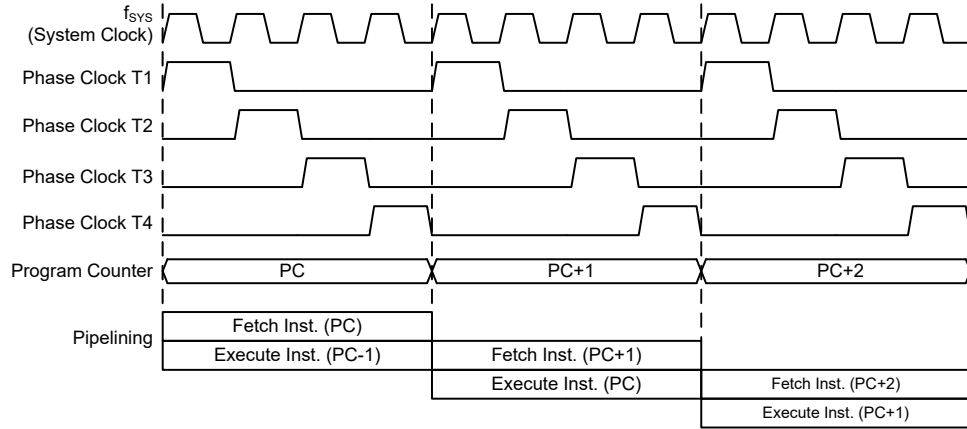 fSYS
(System Clock)
Phase Clock T1
Phase Clock T2
Phase Clock T3
Phase Clock T4
Program Counter PC PC+1 PC+2
Pipelining
Fetch Inst. (PC)
Execute Inst. (PC-1) Fetch Inst. (PC+1)
Execute Inst. (PC) Fetch Inst. (PC+2)
Execute Inst. (PC+1)